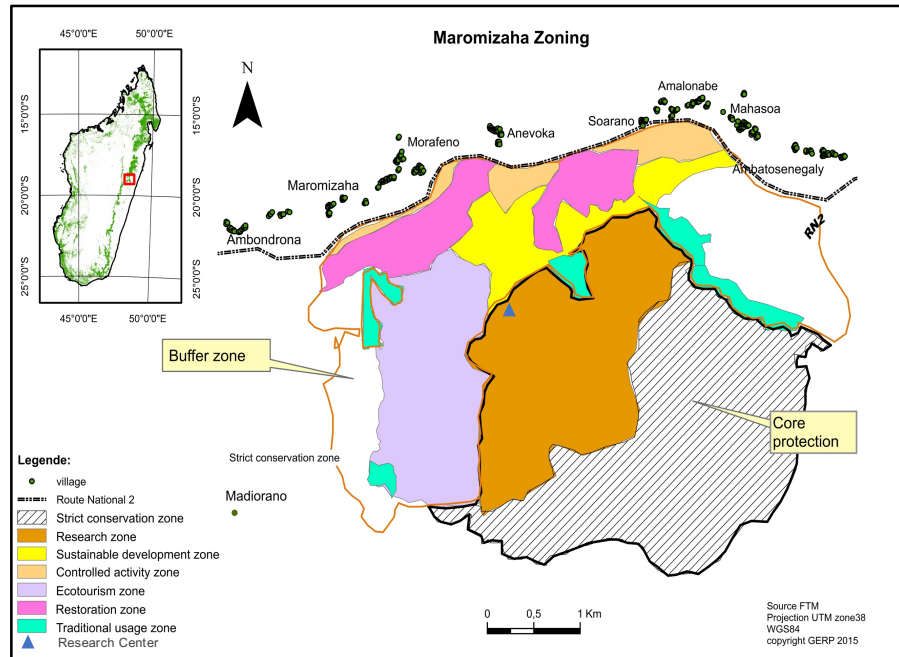 Maromizaha Zoning
45°0'0"E
50°0'0"E
15°0'0"S
20°0'0"S
25°0'0"S
15°0'0"S
20°0'0"S
25°0'0"S
45°0'0"E
50°0'0"E
N
Amalonabe
Mahasoa
Soarano
Anevoka
Morafeno
Maromizaha
Ambatosenegaly
Ambondrona
RN2
Buffer zone
Core
protection
Strict conservation zone
Madiorano
Legende:
village
Route National 2
Strict conservation zone
Research zone
Sustainable development zone
Controlled activity zone
Ecotourism zone
Restoration zone
Traditional usage zone
Research Center
0 0,5 1 Km
Source FTM
Projection UTM zone38
WGS84
copyright GERP 2015